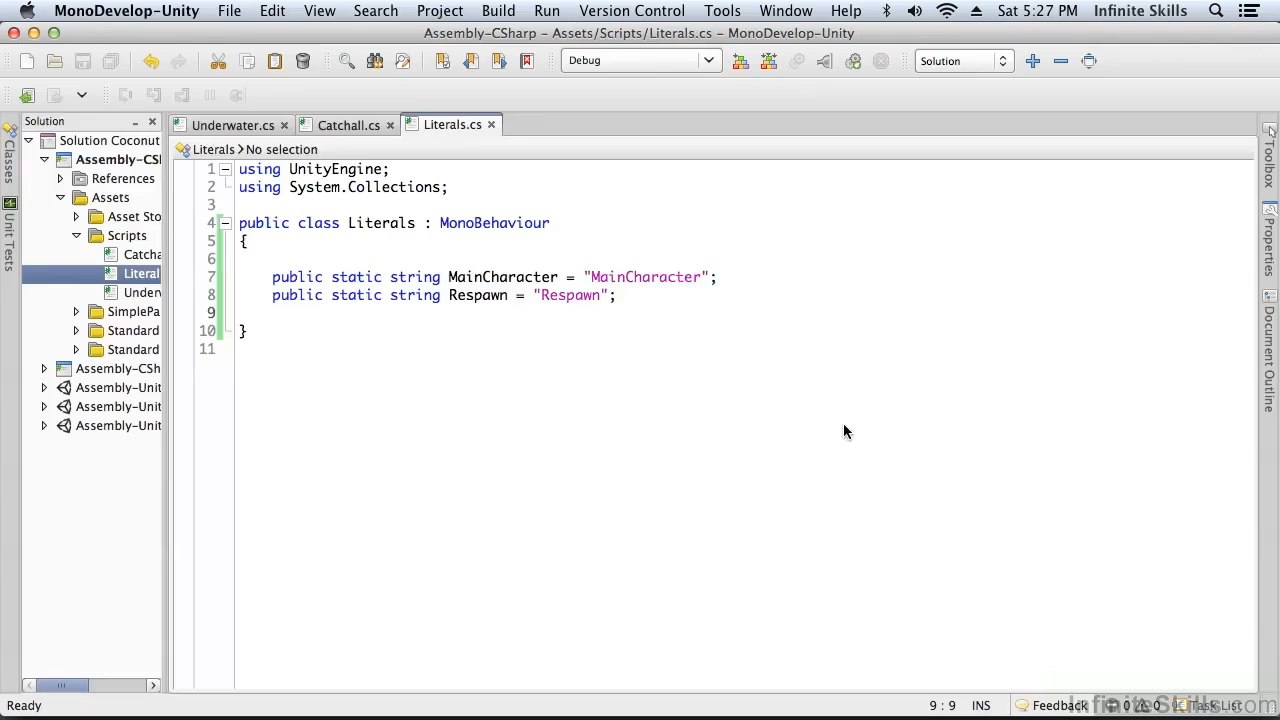 MonoDevelop-Unity File Edit View Search Project Build Run Version Control Tools Window Help Sat 5:27 PM Infinite Skills
Assembly-CSharp - Assets/Scripts/Literals.cs - MonoDevelop-Unity
Debug
Solution
Solution
Underwater.cs
Catchall.cs
Literals.cs
Literals
No selection
Classes
Unit Tests
Solution Coconut
Assembly-CSI
References
Assets
Asset Sto
Scripts
Catcha
Literal
Underw
SimplePa
Standard
Standard
Assembly-CSh
Assembly-Unit
Assembly-Unit
Assembly-Unit
1 using UnityEngine;
2 using System.Collections;
3
4 public class Literals : MonoBehaviour
5 {
6
7 public static string MainCharacter = "MainCharacter";
8 public static string Respawn = "Respawn";
9
10 }
11
Toolbox
Properties
Document Outline
Ready
9 : 9
INS
Feedback
0
0
Task List
InfiniteSkills.com